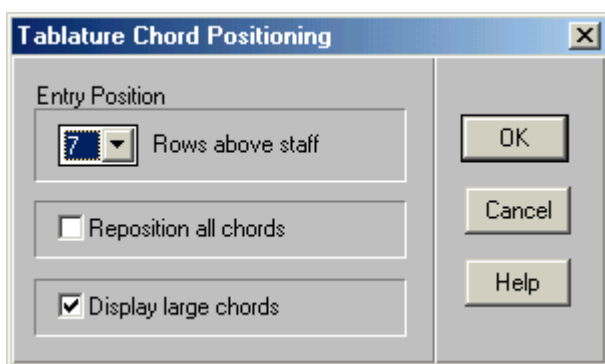 Tablature Chord Positioning
Entry Position
7 Rows above staff
Reposition all chords
Display large chords
OK
Cancel
Help